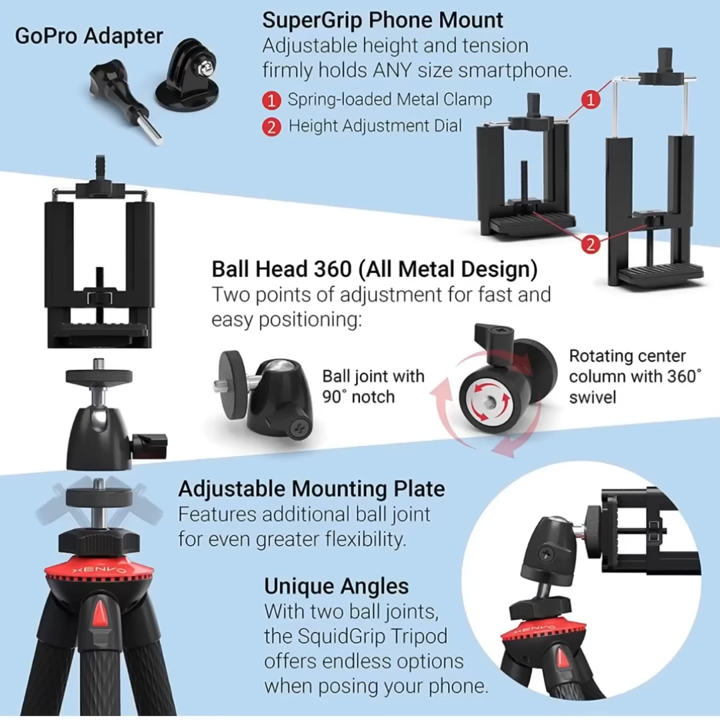 GoPro Adapter
SuperGrip Phone Mount
Adjustable height and tension
firmly holds ANY size smartphone.
1 Spring-loaded Metal Clamp
2 Height Adjustment Dial
1
2
Ball Head 360 (All Metal Design)
Two points of adjustment for fast and
easy positioning:
Ball joint with
90˚ notch
Rotating center
column with 360˚
swivel
Adjustable Mounting Plate
Features additional ball joint
for even greater flexibility.
XENVO
Unique Angles
With two ball joints,
the SquidGrip Tripod
offers endless options
when posing your phone.
XENVO